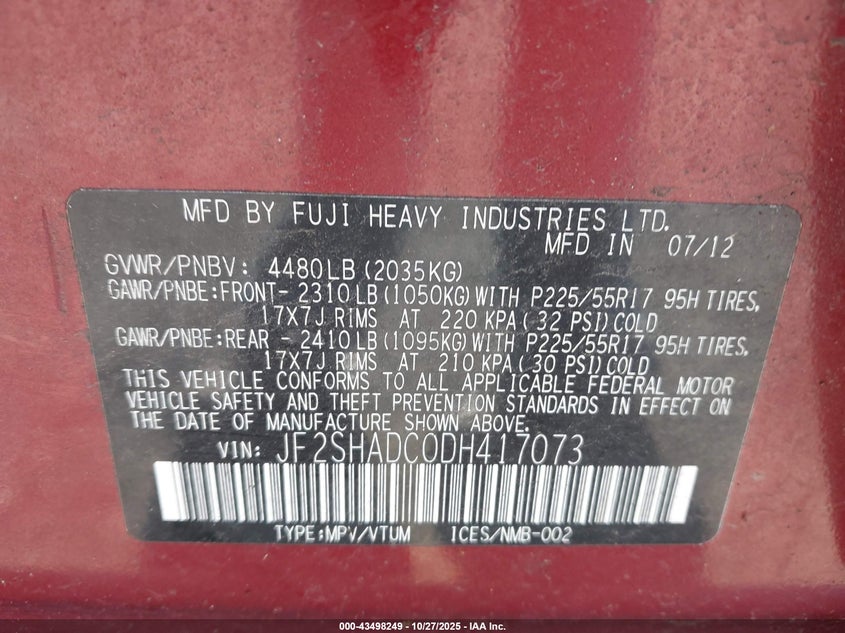 MFD BY FUJI HEAVY INDUSTRIES LTD.
MFD IN 07/12
GVWR/PNBV: 4480LB(2035KG)
GAWR/PNBE:FRONT-2310LB(1050KG)WITH P225/55R17 95H TIRES,
17X7J RIMS AT 220 KPA(32 PSI)COLD
GAWR/PNBE:REAR -2410LB(1095KG)WITH P225/55R17 95H TIRES,
17X7J RIMS AT 210 KPA(30 PSI)COLD
THIS VEHICLE CONFORMS TO ALL APPLICABLE FEDERAL MOTOR
VEHICLE SAFETY AND THEFT PREVENTION STANDARDS IN EFFECT ON
THE DATE OF MANUFACTURE SHOWN ABOVE.
VIN: JF2SHADC0DH417073
TYPE:MPV/VTUM ICES/NMB-002
000-43498249 | 10/27/2025 - IAA Inc.